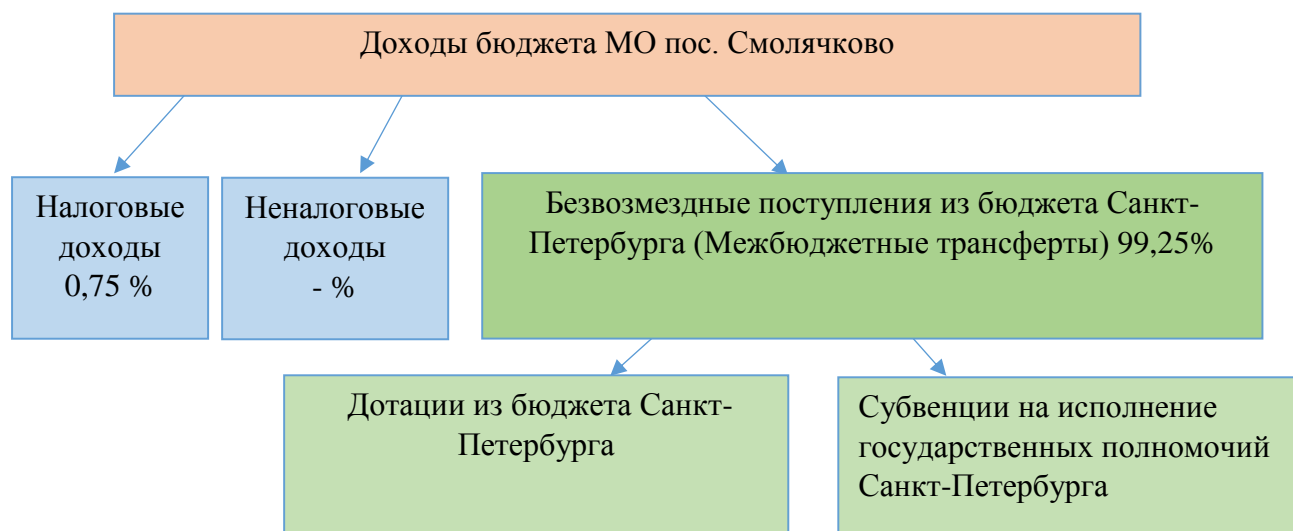 Доходы бюджета МО пос. Смолячково
Налоговые
доходы
0,75 %
Неналоговые
доходы
- %
Безвозмездные поступления из бюджета Санкт-
Петербурга (Межбюджетные трансферты) 99,25%
Дотации из бюджета Санкт-
Петербурга
Субвенции на исполнение
государственных полномочий
Санкт-Петербурга